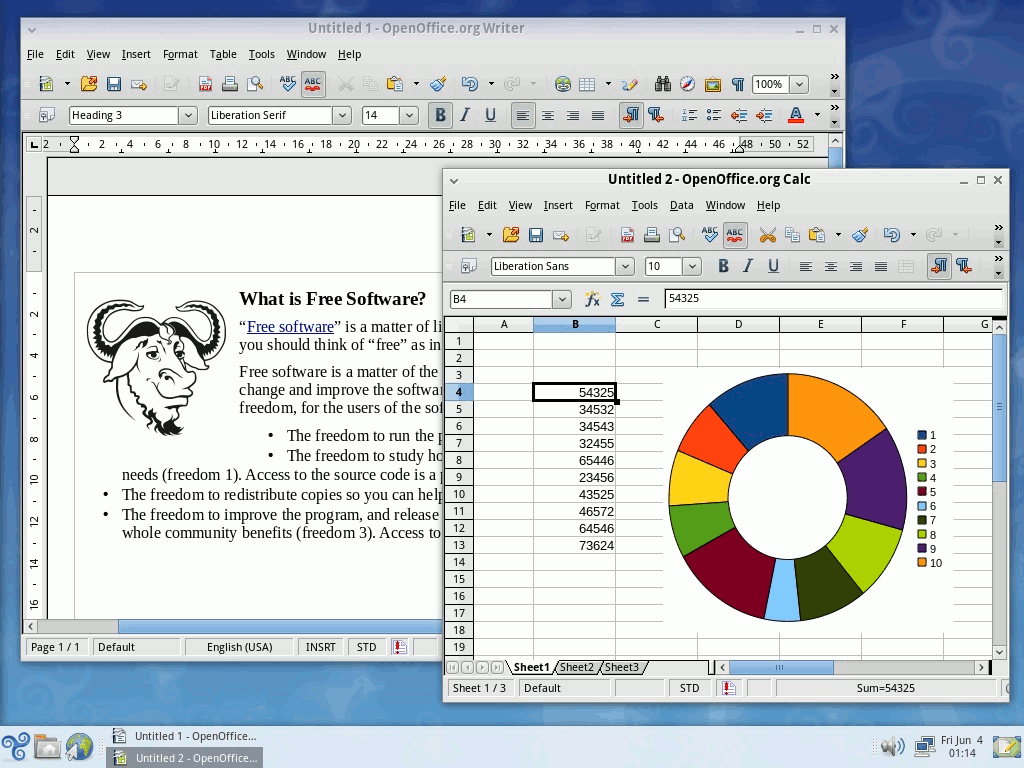 Untitled 1 - OpenOffice.org Writer
File Edit View Insert Format Table Tools Window Help
100%
Heading 3 Liberation Serif 14
2 2 4 6 8 10 12 14 16 18 20 22 24 26 28 30 32 34 36 38 40 42 44 46 48 50 52
2
2
4
6
8
10
12
14
16
What is Free Software?
“Free software” is a matter of li
you should think of “free” as in
Free software is a matter of the
change and improve the softwar
freedom, for the users of the sof
• The freedom to run the p
• The freedom to study ho
needs (freedom 1). Access to the source code is a p
• The freedom to redistribute copies so you can help
• The freedom to improve the program, and release
whole community benefits (freedom 3). Access to
Page 1 / 1 Default English (USA) INSRT STD
Untitled 2 - OpenOffice.org Calc
File Edit View Insert Format Tools Data Window Help
Liberation Sans 10
B4 54325
A B C D E F G
1
2
3
4 54325
5 34532
6 34543
7 32455
8 65446
9 23456
10 43525
11 46572
12 64546
13 73624
14
15
16
17
18
19
1
2
3
4
5
6
7
8
9
10
Sheet1 Sheet2 Sheet3
Sheet 1 / 3 Default STD Sum=54325
Untitled 1 - OpenOffice...
Untitled 2 - OpenOffice...
Fri Jun 4
01:14